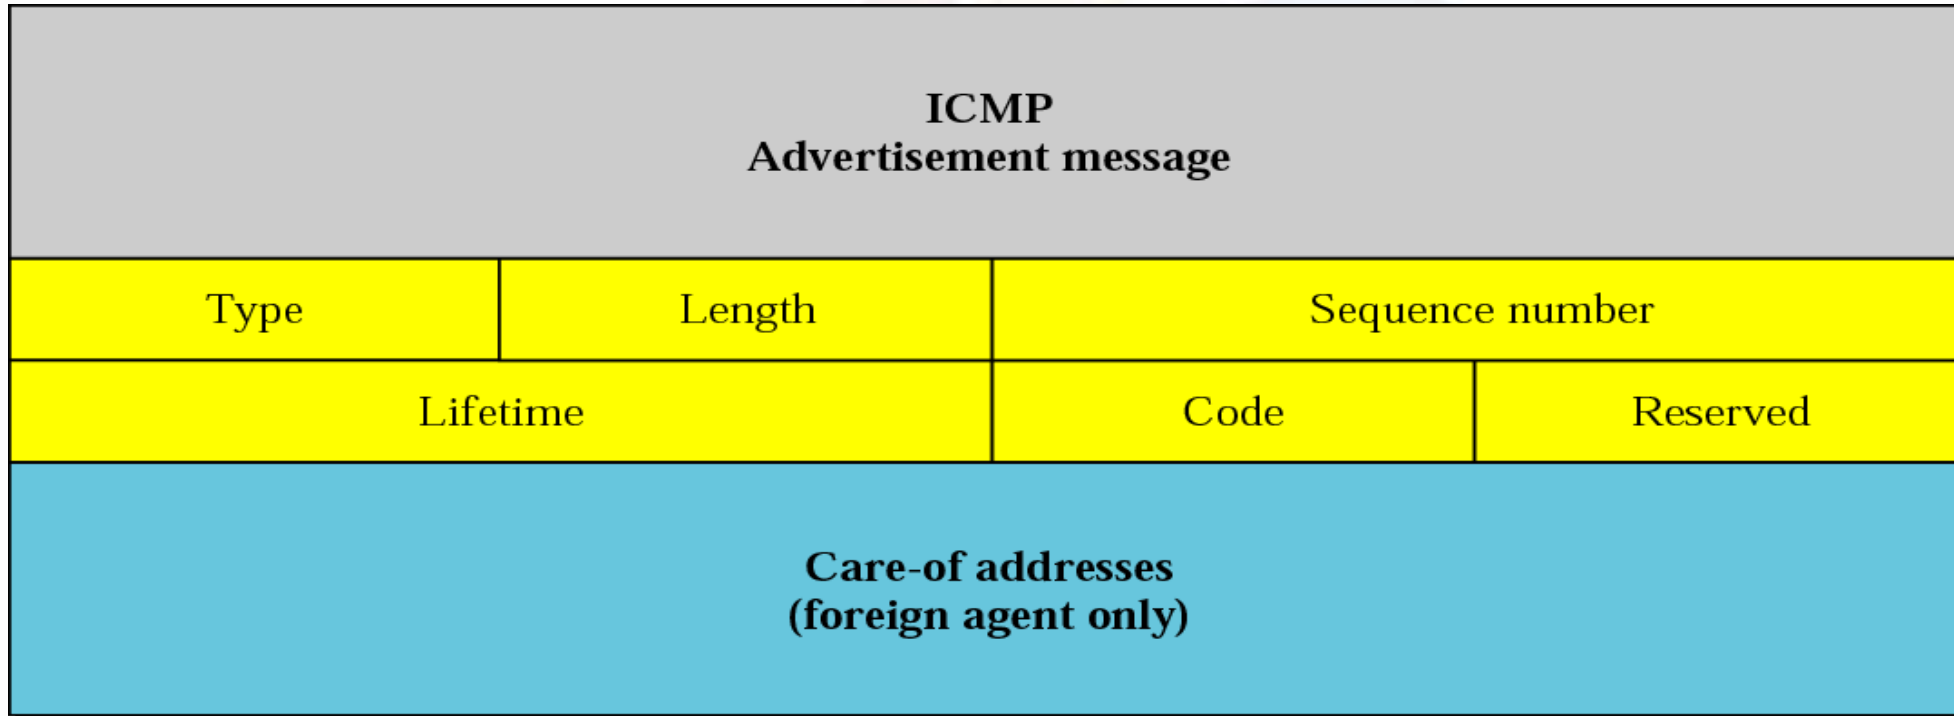 ICMP
Advertisement message
Type Length Sequence number
Lifetime Code Reserved
Care-of addresses
(foreign agent only)